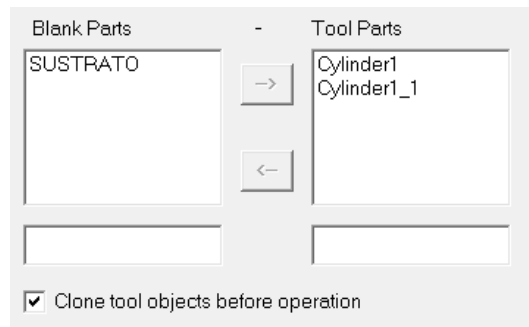 Blank Parts - Tool Parts
SUSTRATO
Cylinder1
Cylinder1_1
-->
<--
Clone tool objects before operation